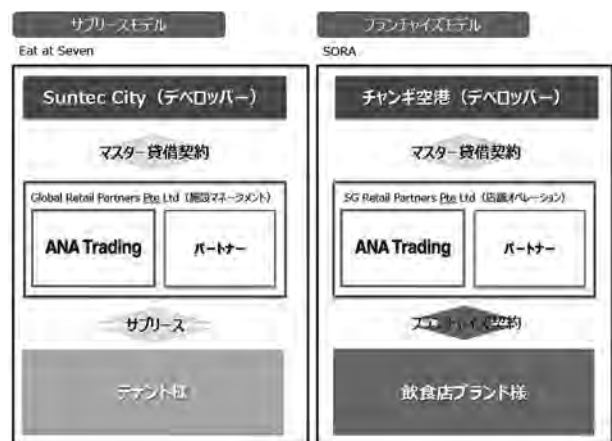 サブリースモデル
Eat at Seven
Suntec City（デベロッパー）
マスター貸借契約
Global Retail Partners Pte Ltd（施設マネージメント）
ANA Trading
パートナー
サブリース
テナント様
フランチャイズモデル
SORA
チャンギ空港（デベロッパー）
マスター貸借契約
SG Retail Partners Pte Ltd（店舗オペレーション）
ANA Trading
パートナー
フランチャイズ契約
飲食店ブランド様